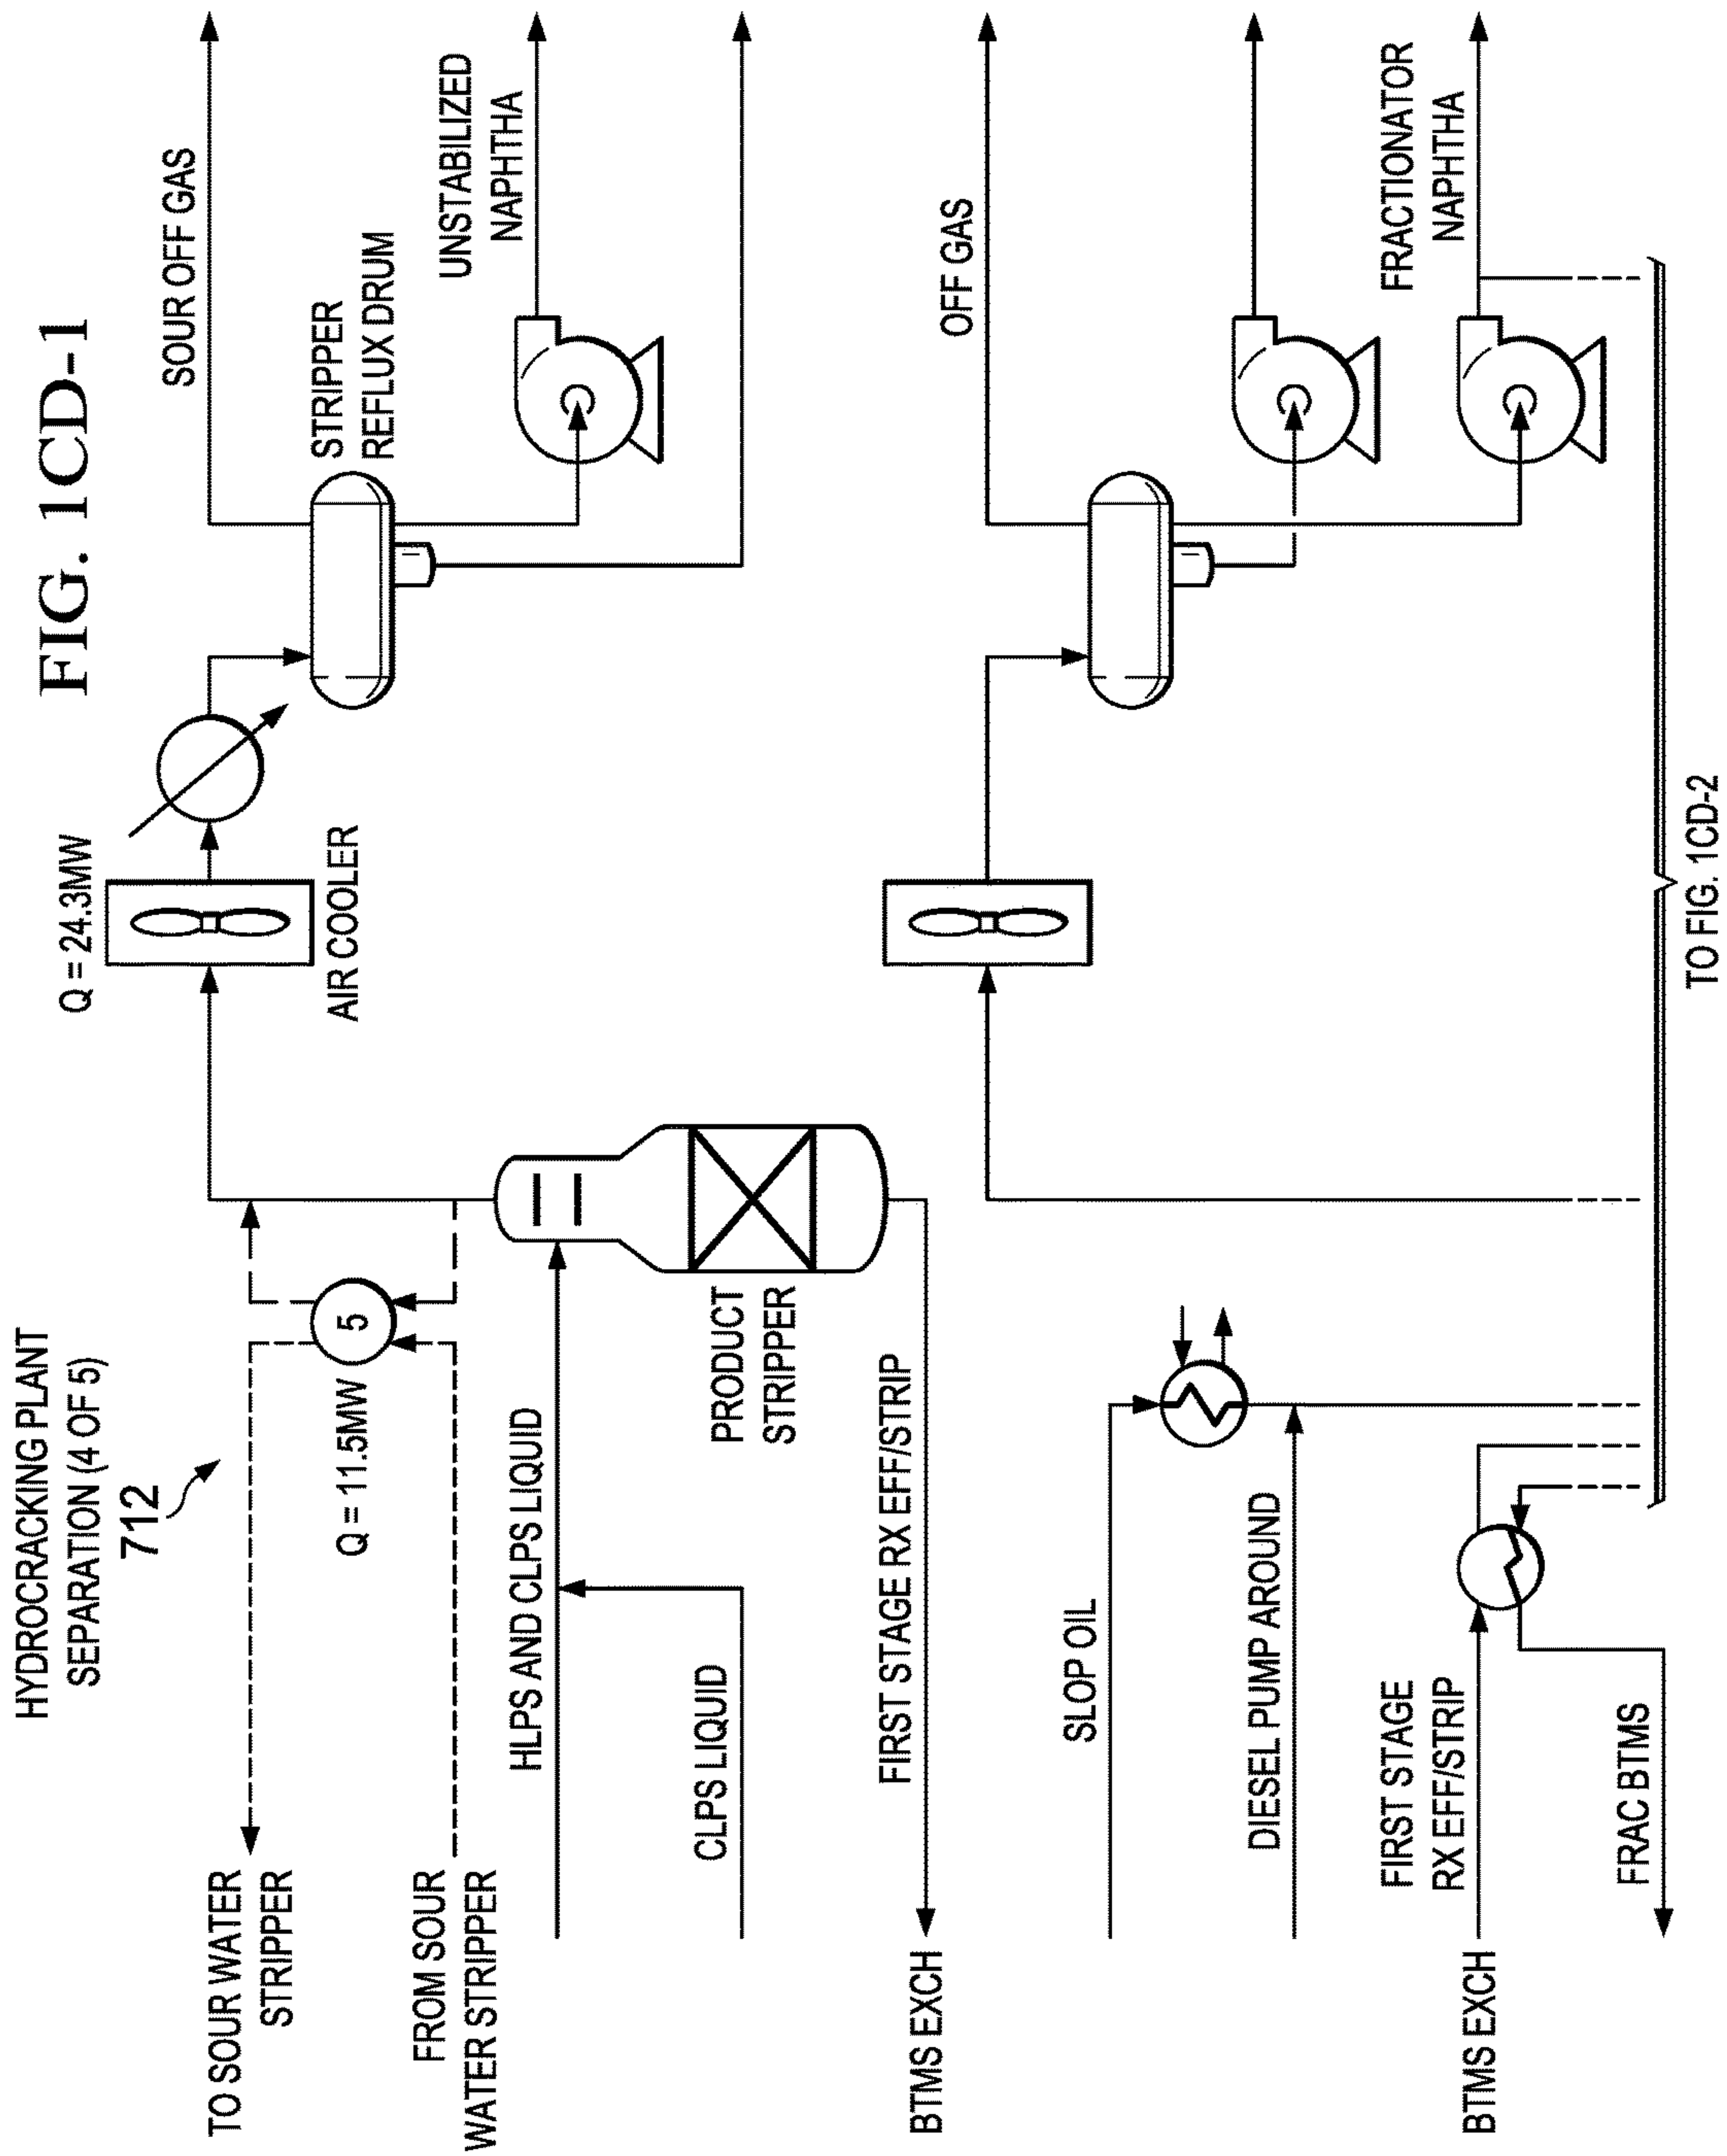 FIG. 1CD-1
HYDROCRACKING PLANT
SEPARATION (4 OF 5)
712
TO SOUR WATER
STRIPPER
FROM SOUR
WATER STRIPPER
5
Q = 11.5MW
Q = 24.3MW
AIR COOLER
SOUR OFF GAS
STRIPPER
REFLUX DRUM
UNSTABILIZED
NAPHTHA
HLPS AND CLPS LIQUID
CLPS LIQUID
PRODUCT
STRIPPER
FIRST STAGE RX EFF/STRIP
BTMS EXCH
OFF GAS
SLOP OIL
DIESEL PUMP AROUND
FRACTIONATOR
NAPHTHA
FIRST STAGE
RX EFF/STRIP
BTMS EXCH
FRAC BTMS
TO FIG. 1CD-2